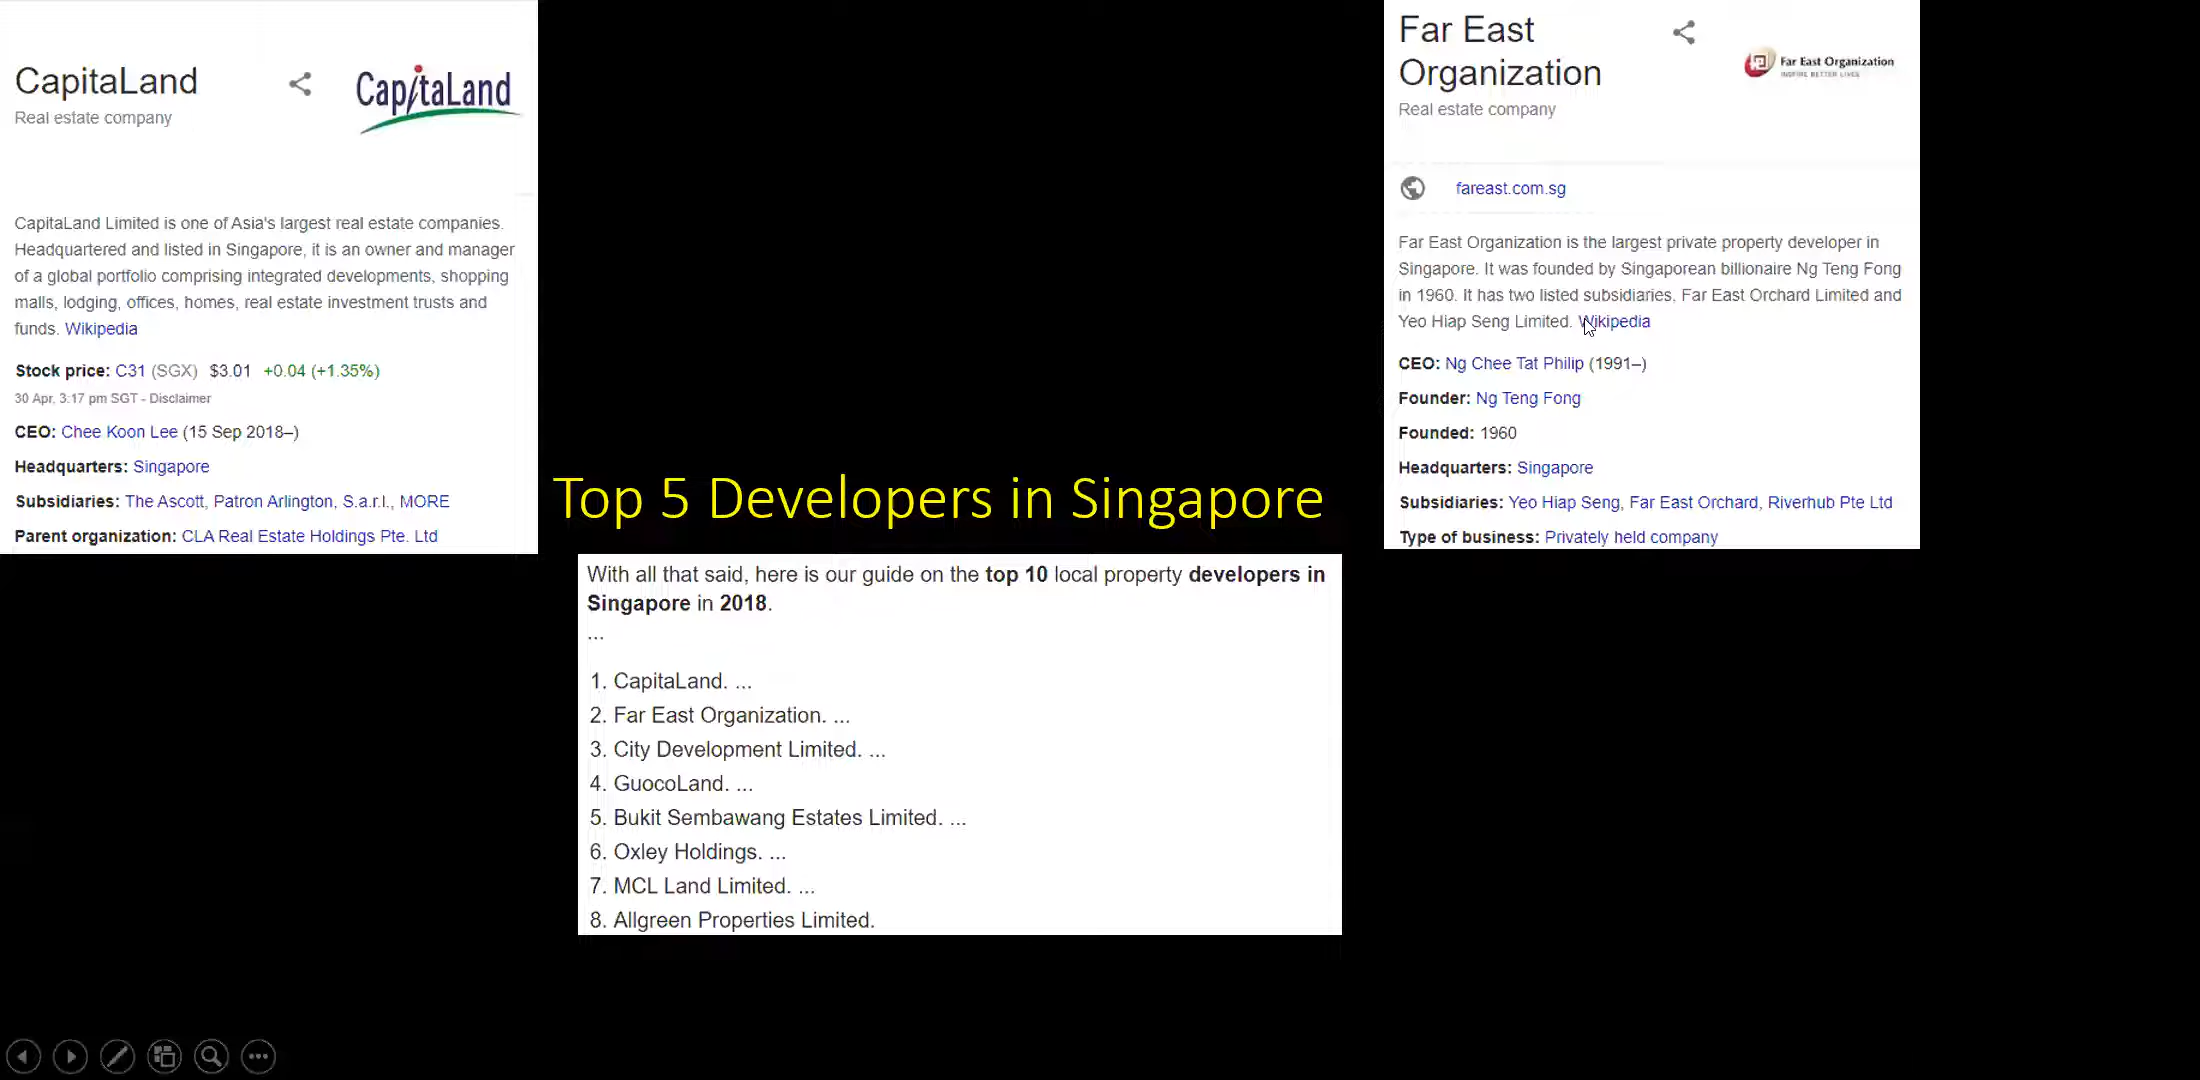 CapitaLand
Real estate company
CapitaLand
CapitaLand Limited is one of Asia's largest real estate companies.
Headquartered and listed in Singapore, it is an owner and manager
of a global portfolio comprising integrated developments, shopping
malls, lodging, offices, homes, real estate investment trusts and
funds. Wikipedia
Stock price: C31 (SGX) $3.01 +0.04 (+1.35%)
30 Apr, 3:17 pm SGT - Disclaimer
CEO: Chee Koon Lee (15 Sep 2018–)
Headquarters: Singapore
Subsidiaries: The Ascott, Patron Arlington, S.a.r.l., MORE
Parent organization: CLA Real Estate Holdings Pte. Ltd
Far East
Organization
Real estate company
Far East Organization
INSPIRE BETTER LIVES
fareast.com.sg
Far East Organization is the largest private property developer in
Singapore. It was founded by Singaporean billionaire Ng Teng Fong
in 1960. It has two listed subsidiaries, Far East Orchard Limited and
Yeo Hiap Seng Limited. Wikipedia
CEO: Ng Chee Tat Philip (1991–)
Founder: Ng Teng Fong
Founded: 1960
Headquarters: Singapore
Subsidiaries: Yeo Hiap Seng, Far East Orchard, Riverhub Pte Ltd
Type of business: Privately held company
Top 5 Developers in Singapore
With all that said, here is our guide on the top 10 local property developers in
Singapore in 2018.
...
1. CapitaLand. ...
2. Far East Organization. ...
3. City Development Limited. ...
4. GuocoLand. ...
5. Bukit Sembawang Estates Limited. ...
6. Oxley Holdings. ...
7. MCL Land Limited. ...
8. Allgreen Properties Limited.